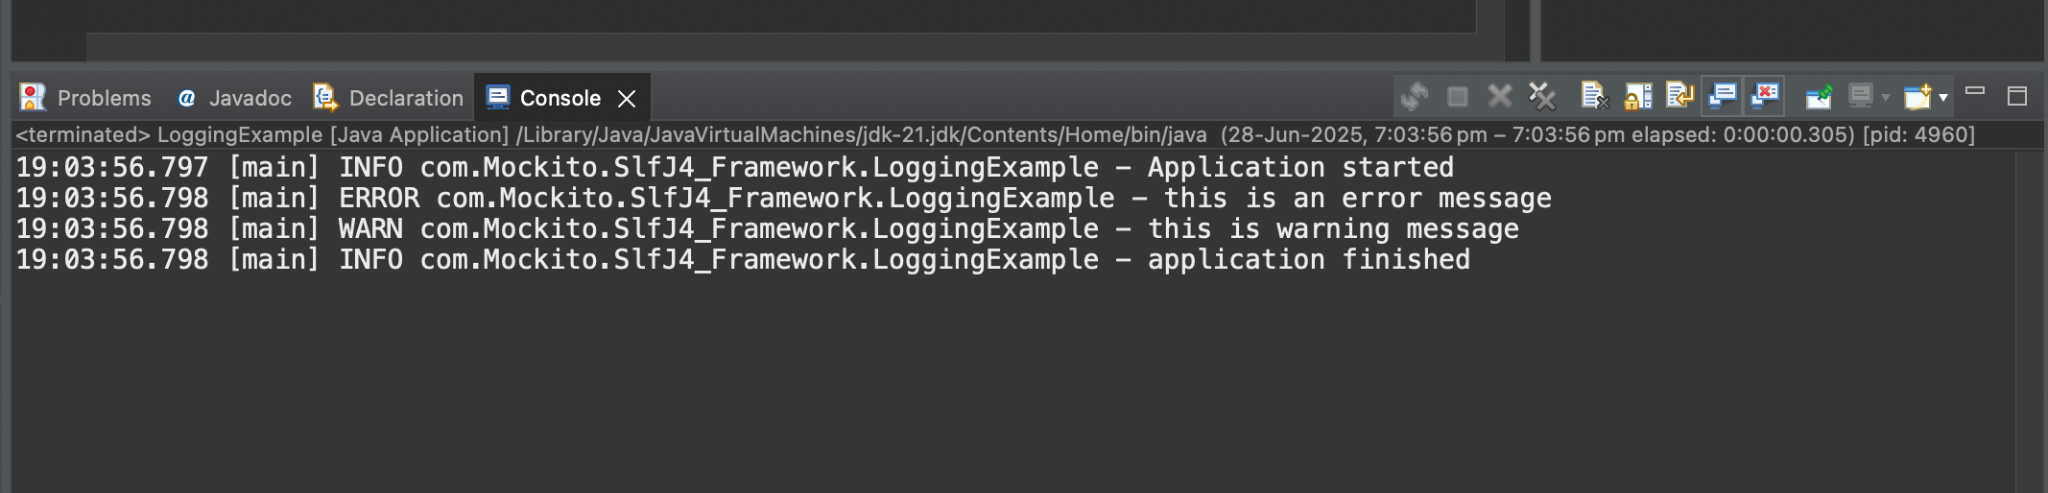 Problems @ Javadoc Declaration Console
<terminated> LoggingExample [Java Application] /Library/Java/JavaVirtualMachines/jdk-21.jdk/Contents/Home/bin/java (28-Jun-2025, 7:03:56 pm – 7:03:56 pm elapsed: 0:00:00.305) [pid: 4960]
19:03:56.797 [main] INFO com.Mockito.SlfJ4_Framework.LoggingExample – Application started
19:03:56.798 [main] ERROR com.Mockito.SlfJ4_Framework.LoggingExample – this is an error message
19:03:56.798 [main] WARN com.Mockito.SlfJ4_Framework.LoggingExample – this is warning message
19:03:56.798 [main] INFO com.Mockito.SlfJ4_Framework.LoggingExample – application finished